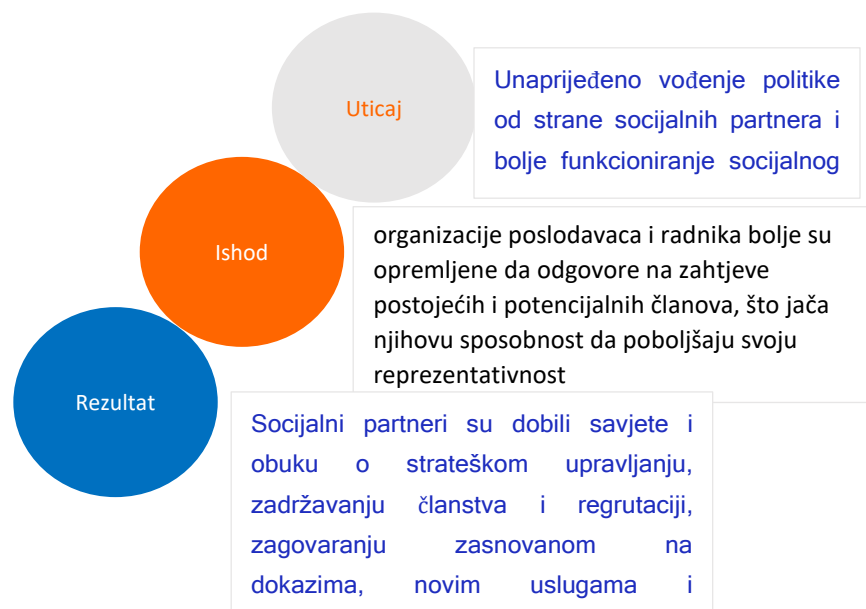 Uticaj
Unaprijeđeno vođenje politike
od strane socijalnih partnera i
bolje funkcioniranje socijalnog
Ishod
organizacije poslodavaca i radnika bolje su
opremljene da odgovore na zahtjeve
postojećih i potencijalnih članova, što jača
njihovu sposobnost da poboljšaju svoju
reprezentativnost
Rezultat
Socijalni partneri su dobili savjete i
obuku o strateškom upravljanju,
zadržavanju članstva i regrutaciji,
zagovaranju zasnovanom na
dokazima, novim uslugama i